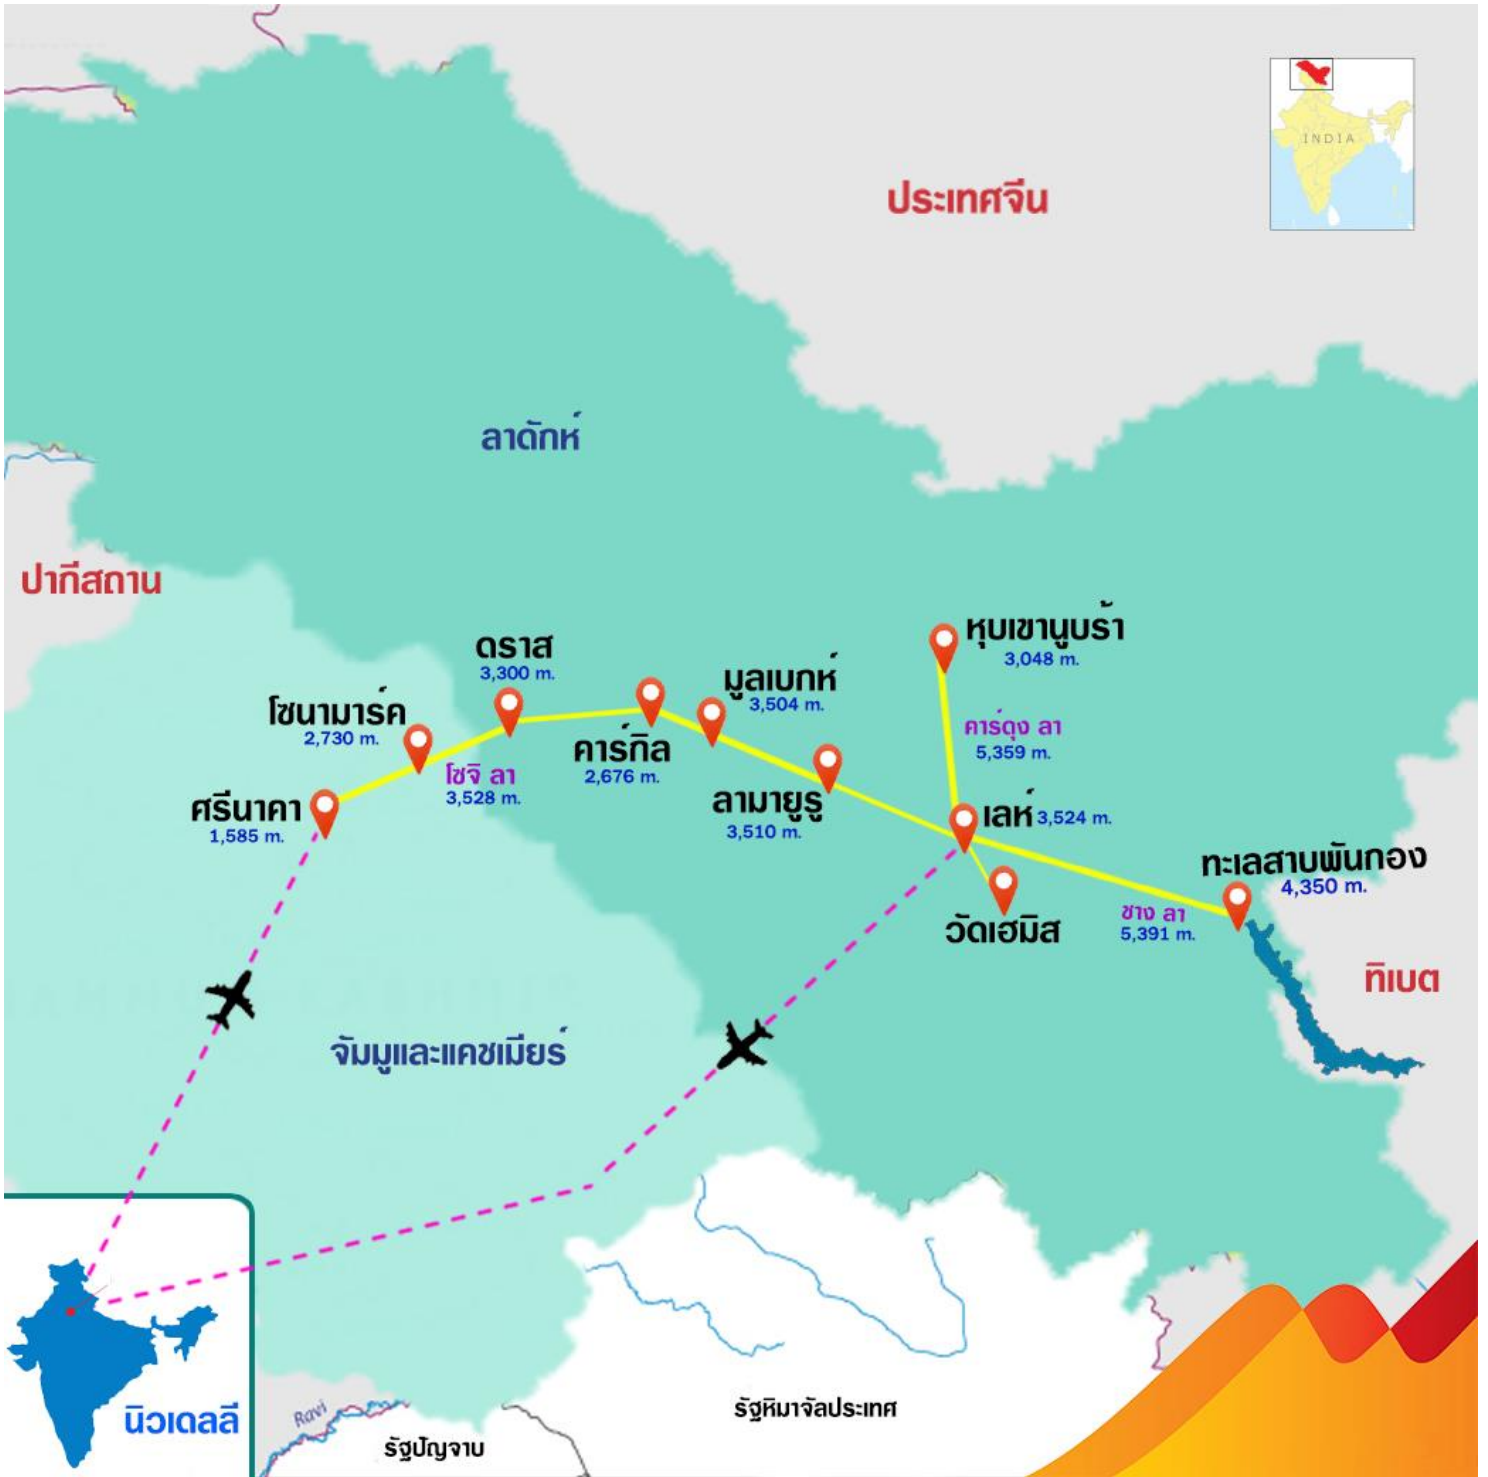 INDIA
ประเทศจีน
ลาดักห์
ปากีสถาน
หุบเขานูบร้า
3,048 m.
ดราส
3,300 m.
มูลเบกห์
3,504 m.
โซนามาร์ค
2,730 m.
คาร์ดุง ลา
5,359 m.
คาร์กิล
2,676 m.
โซจิ ลา
3,528 m.
ศรีนาคา
1,585 m.
ลามายูรู
3,510 m.
เลห์ 3,524 m.
ทะเลสาบพันกอง
4,350 m.
ชาง ลา
5,391 m.
วัดเฮมิส
ทิเบต
จัมมูและแคชเมียร์
นิวเดลลี
Ravi
รัฐหิมาจัลประเทศ
รัฐปัญจาบ